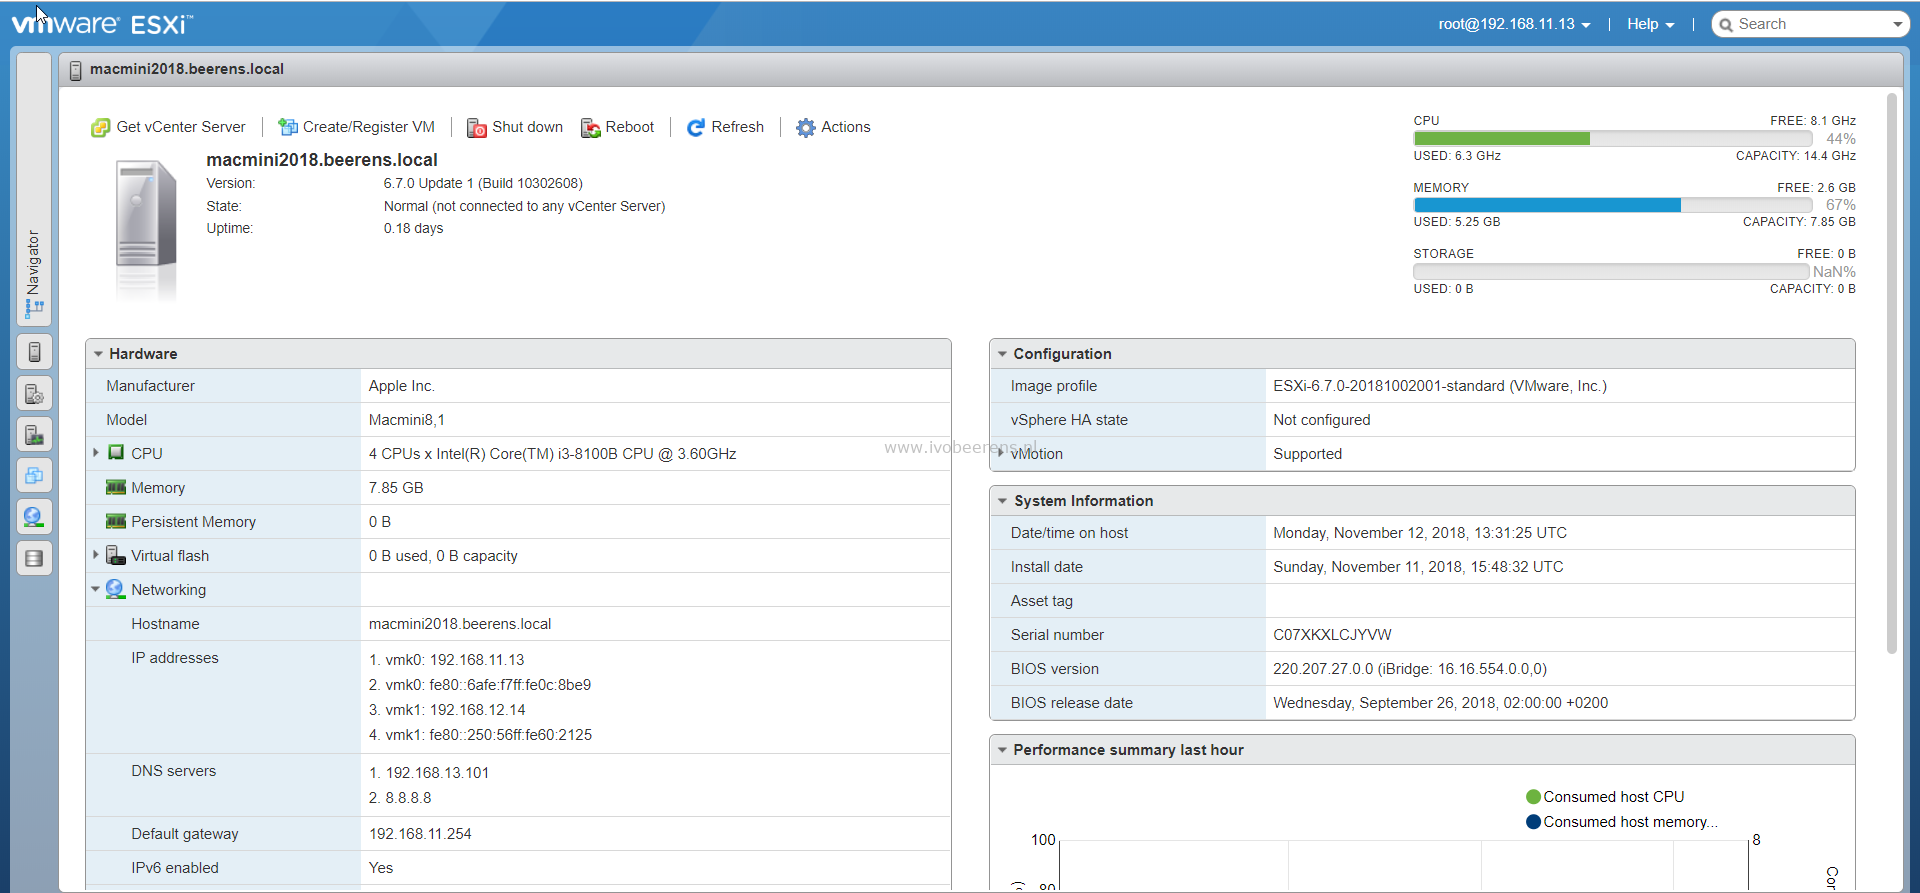 vmware ESXi™
root@192.168.11.13 | Help | Search
macmini2018.beerens.local
Navigator
Get vCenter Server | Create/Register VM | Shut down Reboot | Refresh | Actions
macmini2018.beerens.local
Version: 6.7.0 Update 1 (Build 10302608)
State: Normal (not connected to any vCenter Server)
Uptime: 0.18 days
CPU FREE: 8.1 GHz
44%
USED: 6.3 GHz CAPACITY: 14.4 GHz
MEMORY FREE: 2.6 GB
67%
USED: 5.25 GB CAPACITY: 7.85 GB
STORAGE FREE: 0 B
NaN%
USED: 0 B CAPACITY: 0 B
Hardware
Manufacturer Apple Inc.
Model Macmini8,1
CPU 4 CPUs x Intel(R) Core(TM) i3-8100B CPU @ 3.60GHz
Memory 7.85 GB
Persistent Memory 0 B
Virtual flash 0 B used, 0 B capacity
Networking
Hostname macmini2018.beerens.local
IP addresses 1. vmk0: 192.168.11.13
2. vmk0: fe80::6afe:f7ff:fe0c:8be9
3. vmk1: 192.168.12.14
4. vmk1: fe80::250:56ff:fe60:2125
DNS servers 1. 192.168.13.101
2. 8.8.8.8
Default gateway 192.168.11.254
IPv6 enabled Yes
www.ivobeerens.nl
Configuration
Image profile ESXi-6.7.0-20181002001-standard (VMware, Inc.)
vSphere HA state Not configured
vMotion Supported
System Information
Date/time on host Monday, November 12, 2018, 13:31:25 UTC
Install date Sunday, November 11, 2018, 15:48:32 UTC
Asset tag
Serial number C07XKXLCJYVW
BIOS version 220.207.27.0.0 (iBridge: 16.16.554.0.0,0)
BIOS release date Wednesday, September 26, 2018, 02:00:00 +0200
Performance summary last hour
Consumed host CPU
Consumed host memory...
100 8
80